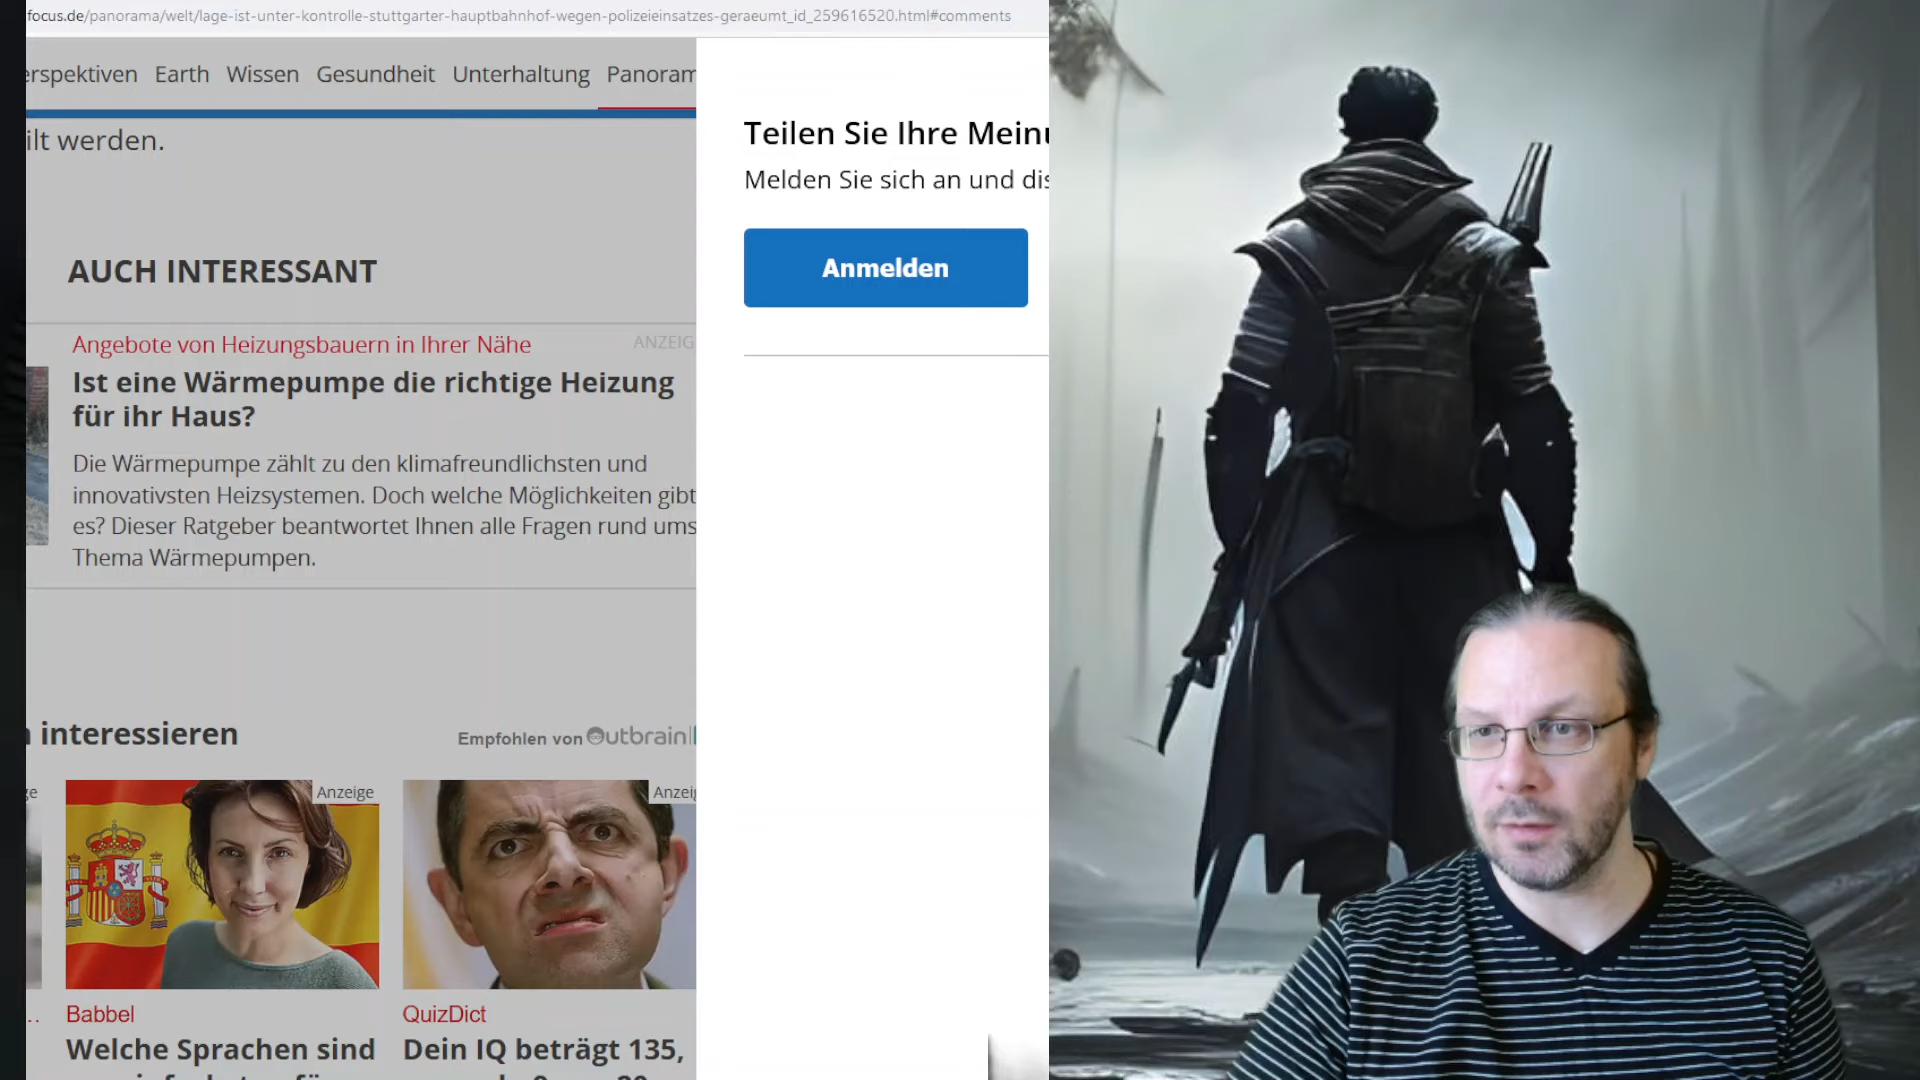 focus.de/panorama/welt/lage-ist-unter-kontrolle-stuttgarter-hauptbahnhof-wegen-polizeieinsatzes-geraeumt_id_259616520.html#comments
erspektiven Earth Wissen Gesundheit Unterhaltung Panoram
ilt werden.
Teilen Sie Ihre Meinu
Melden Sie sich an und dis
Anmelden
AUCH INTERESSANT
Angebote von Heizungsbauern in Ihrer Nähe
ANZEIG
Ist eine Wärmepumpe die richtige Heizung
für ihr Haus?
Die Wärmepumpe zählt zu den klimafreundlichsten und
innovativsten Heizsystemen. Doch welche Möglichkeiten gibt
es? Dieser Ratgeber beantwortet Ihnen alle Fragen rund ums
Thema Wärmepumpen.
interessieren
Empfohlen von Outbrain
ge
Anzeige
Anzeig
..
Babbel
QuizDict
Welche Sprachen sind
Dein IQ beträgt 135,